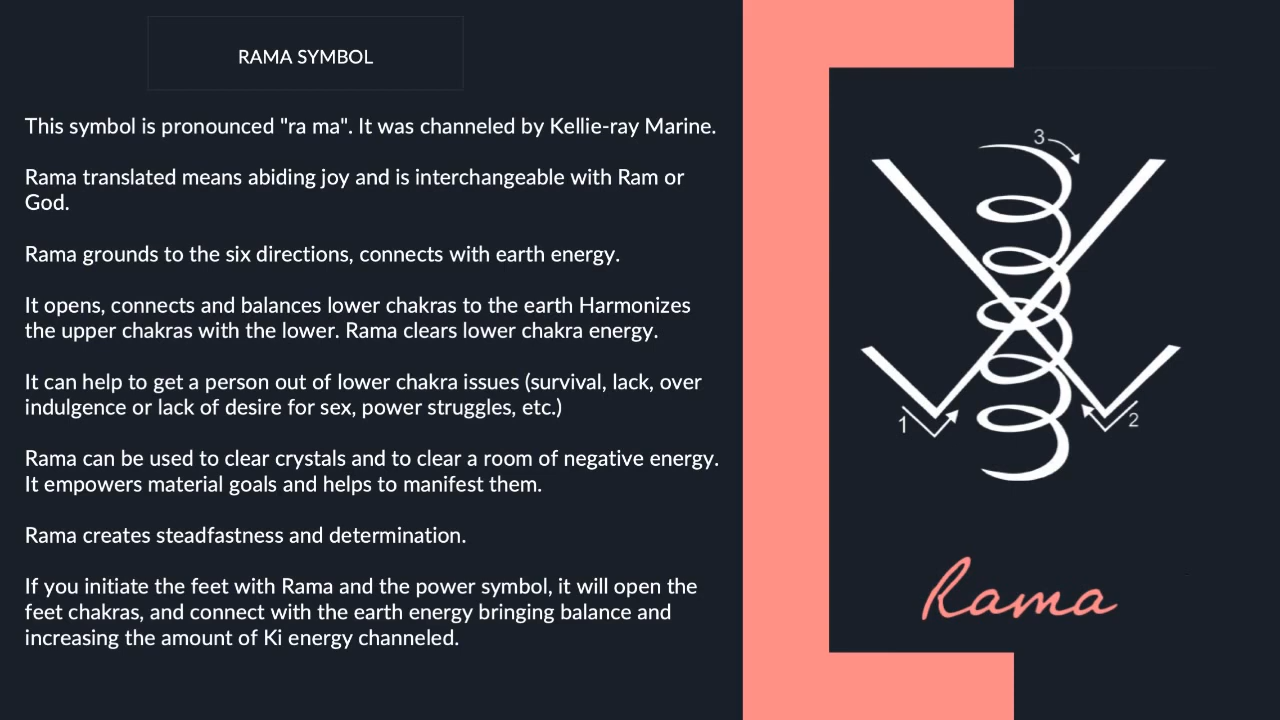 RAMA SYMBOL
This symbol is pronounced "ra ma". It was channeled by Kellie-ray Marine.
Rama translated means abiding joy and is interchangeable with Ram or
God.
Rama grounds to the six directions, connects with earth energy.
It opens, connects and balances lower chakras to the earth Harmonizes
the upper chakras with the lower. Rama clears lower chakra energy.
It can help to get a person out of lower chakra issues (survival, lack, over
indulgence or lack of desire for sex, power struggles, etc.)
Rama can be used to clear crystals and to clear a room of negative energy.
It empowers material goals and helps to manifest them.
Rama creates steadfastness and determination.
If you initiate the feet with Rama and the power symbol, it will open the
feet chakras, and connect with the earth energy bringing balance and
increasing the amount of Ki energy channeled.
3
1
2
Rama